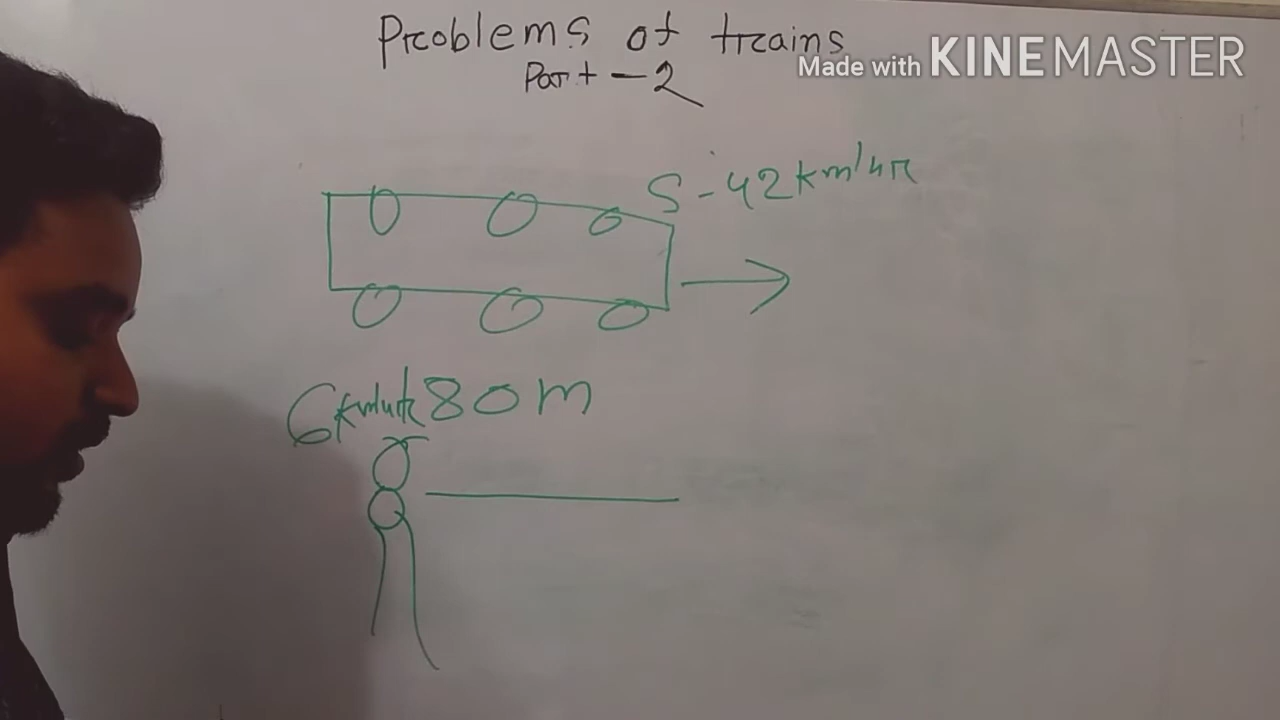 Problems of trains
Made with KINEMASTER
Part - 2
S - 42 km/hr
6 km/hr 80 m